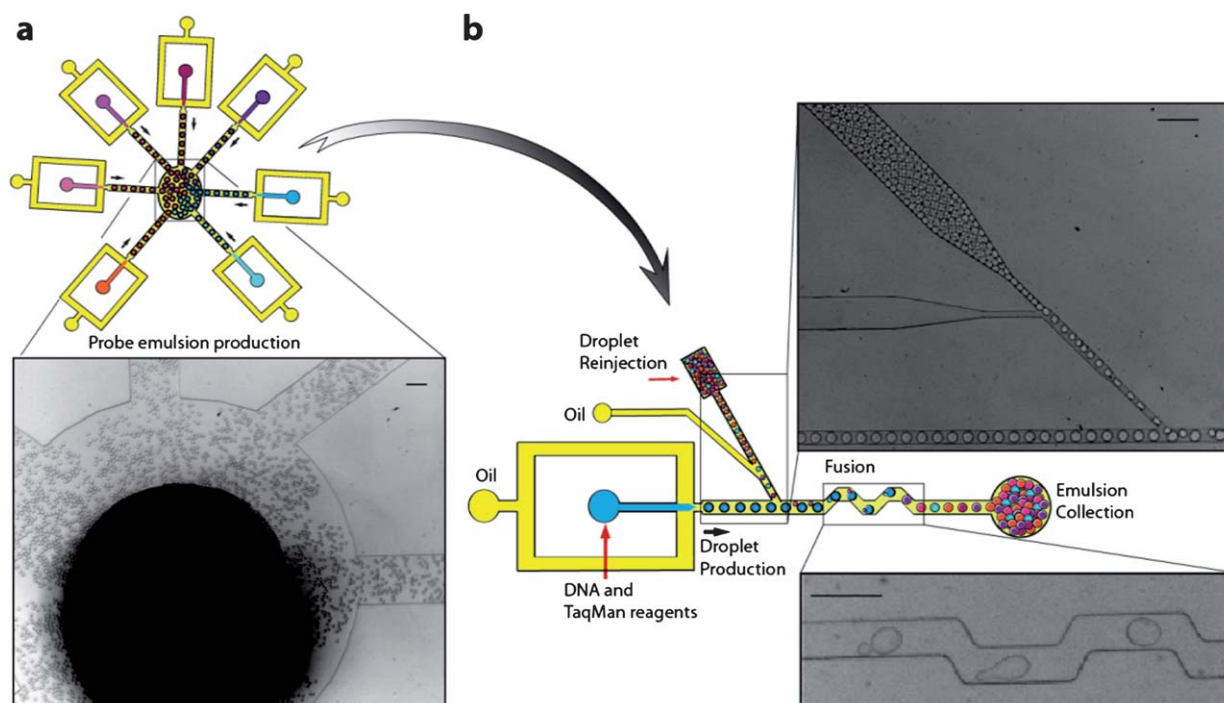 a
b
Probe emulsion production
Droplet
Reinjection
Oil
Oil
Fusion
Emulsion
Collection
Droplet
Production
DNA and
TaqMan reagents